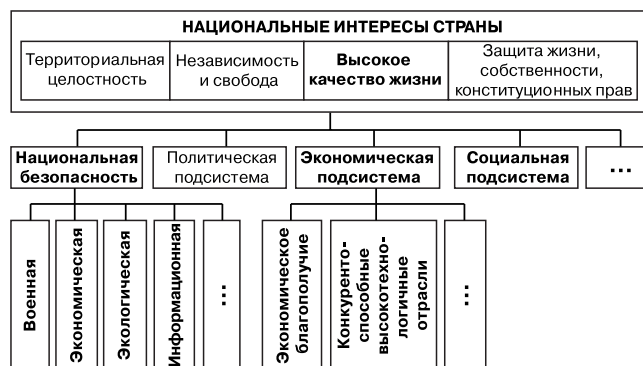 НАЦИОНАЛЬНЫЕ ИНТЕРЕСЫ СТРАНЫ
Территориальная
целостность
Независимость
и свобода
Высокое
качество жизни
Защита жизни,
собственности,
конституционных прав
Национальная
безопасность
Политическая
подсистема
Экономическая
подсистема
Социальная
подсистема
...
Военная
Экономическая
Экологическая
Информационная
...
Экономическое
благополучие
Конкуренто-
способные
высокотехно-
логичные
отрасли
...